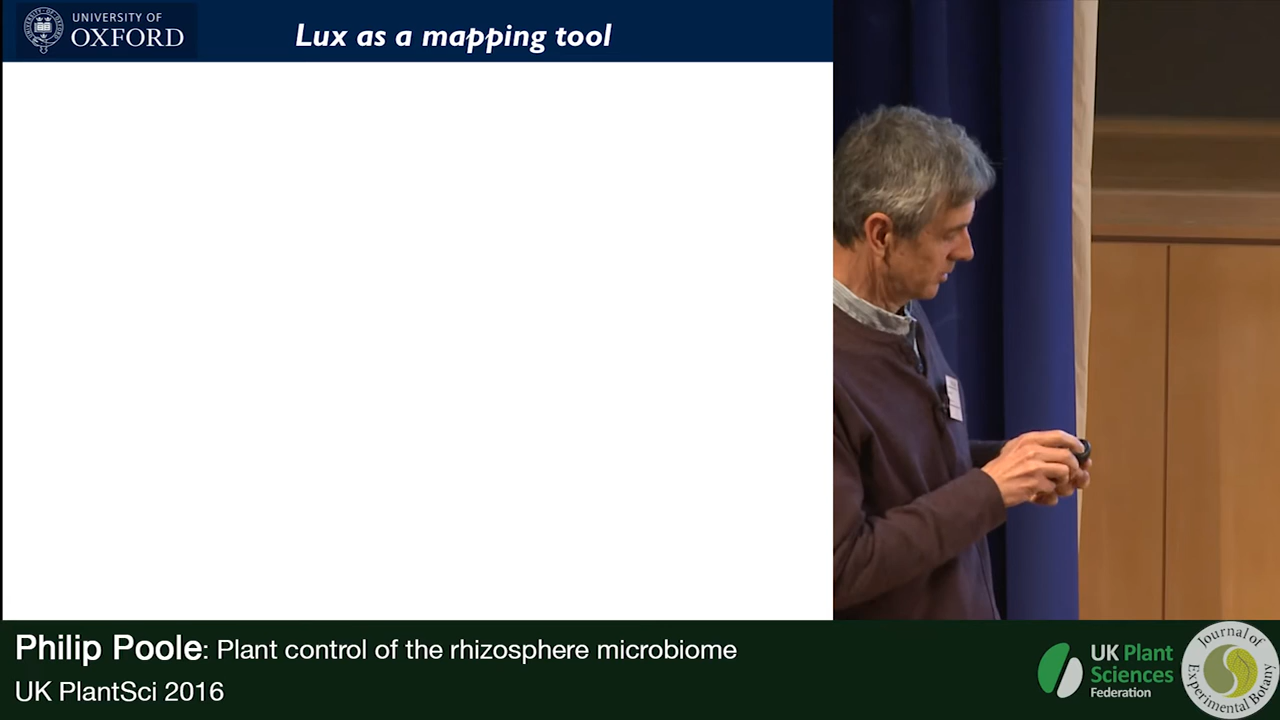 UNIVERSITY OF
OXFORD
Lux as a mapping tool
Philip Poole: Plant control of the rhizosphere microbiome
UK PlantSci 2016
UK Plant
Sciences
Federation
Journal of
Experimental Botany